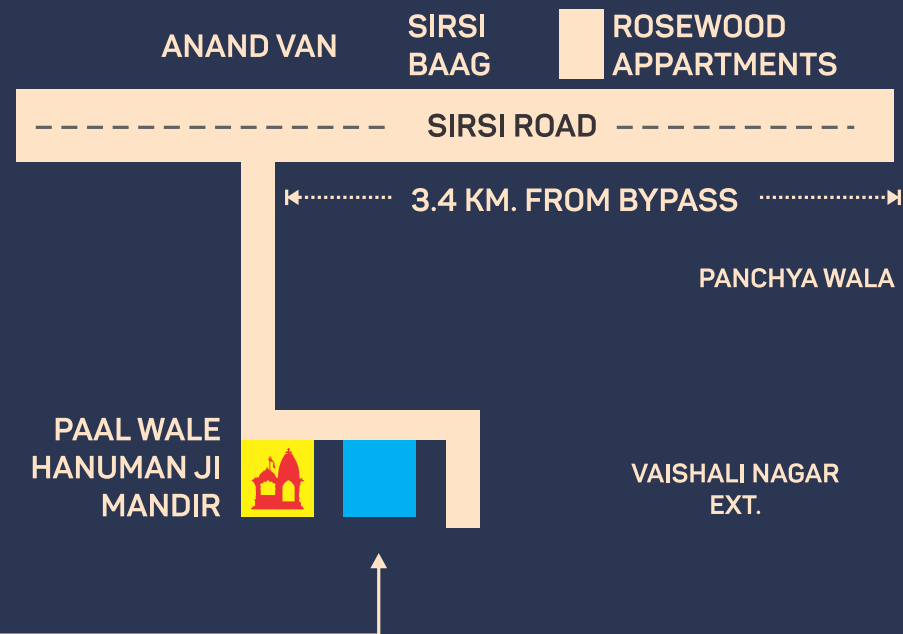 ANAND VAN
SIRSI
BAAG
ROSEWOOD
APPARTMENTS
SIRSI ROAD
3.4 KM. FROM BYPASS
PANCHYA WALA
PAAL WALE
HANUMAN JI
MANDIR
VAISHALI NAGAR
EXT.